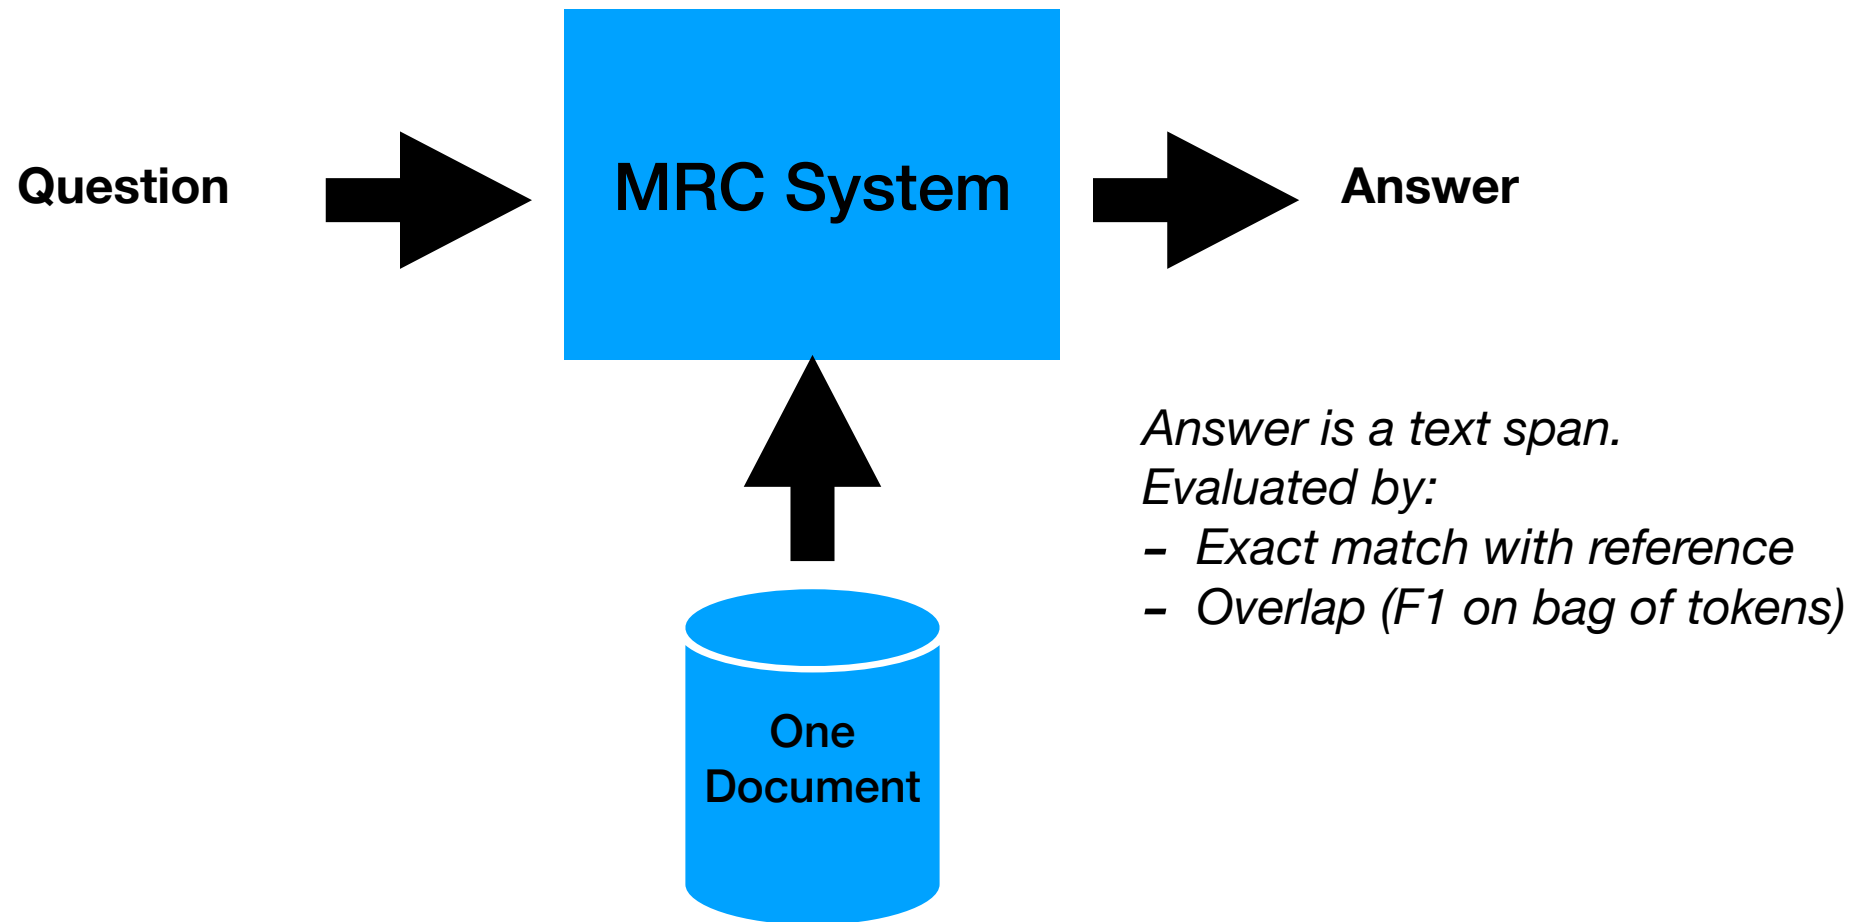 Question
MRC System
Answer
Answer is a text span.
Evaluated by:
- Exact match with reference
- Overlap (F1 on bag of tokens)
One
Document